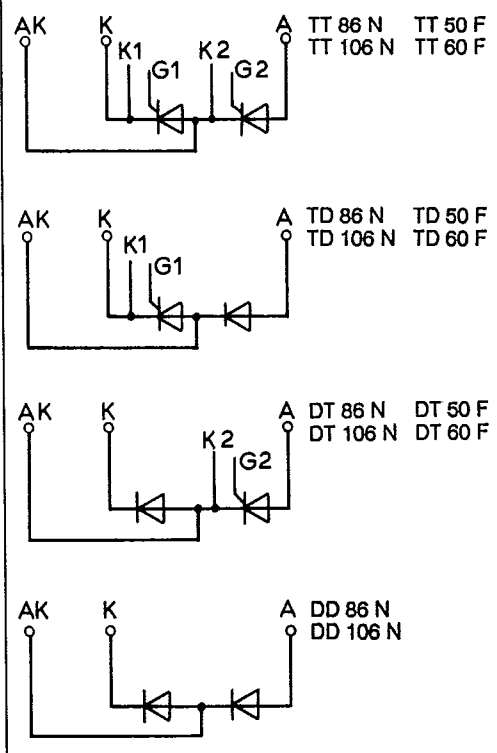 AK K A TT 86 N TT 50 F
TT 106 N TT 60 F
K1 K2
G1 G2
AK K A TD 86 N TD 50 F
TD 106 N TD 60 F
K1
G1
AK K A DT 86 N DT 50 F
DT 106 N DT 60 F
K2
G2
AK K A DD 86 N
DD 106 N